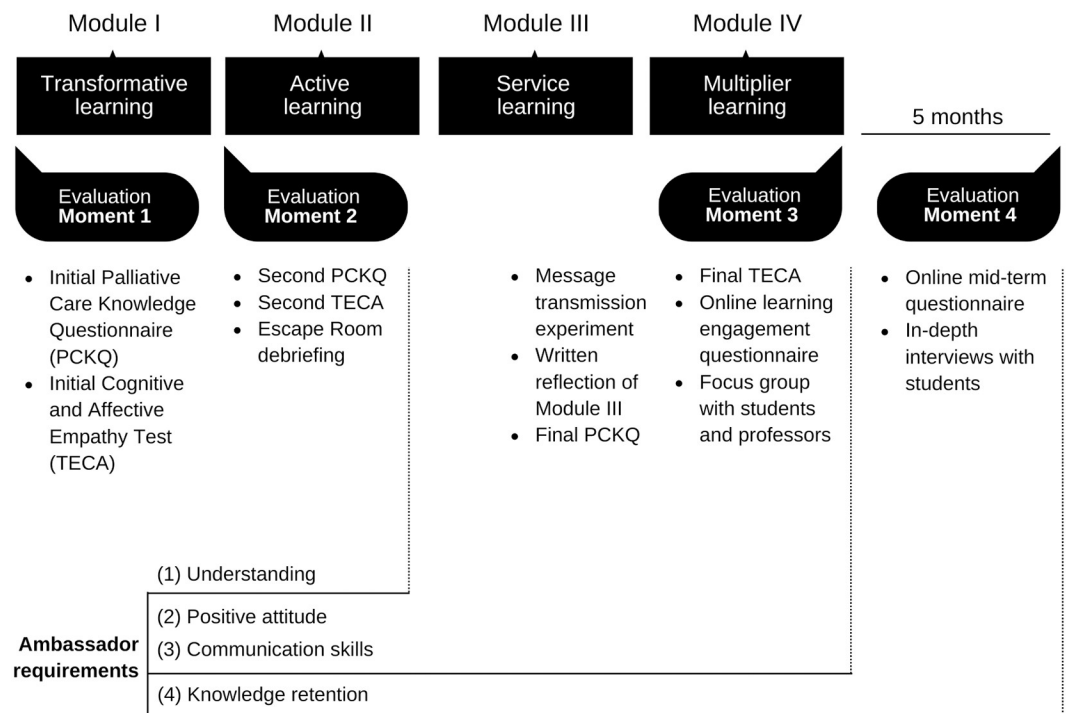 Module I
Module II
Module III
Module IV
Transformative
learning
Active
learning
Service
learning
Multiplier
learning
5 months
Evaluation
Moment 1
Evaluation
Moment 2
Evaluation
Moment 3
Evaluation
Moment 4
• Initial Palliative
Care Knowledge
Questionnaire
(PCKQ)
• Initial Cognitive
and Affective
Empathy Test
(TECA)
• Second PCKQ
• Second TECA
• Escape Room
debriefing
• Message
transmission
experiment
• Written
reflection of
Module III
• Final PCKQ
• Final TECA
• Online learning
engagement
questionnaire
• Focus group
with students
and professors
• Online mid-term
questionnaire
• In-depth
interviews with
students
Ambassador
requirements
(1) Understanding
(2) Positive attitude
(3) Communication skills
(4) Knowledge retention